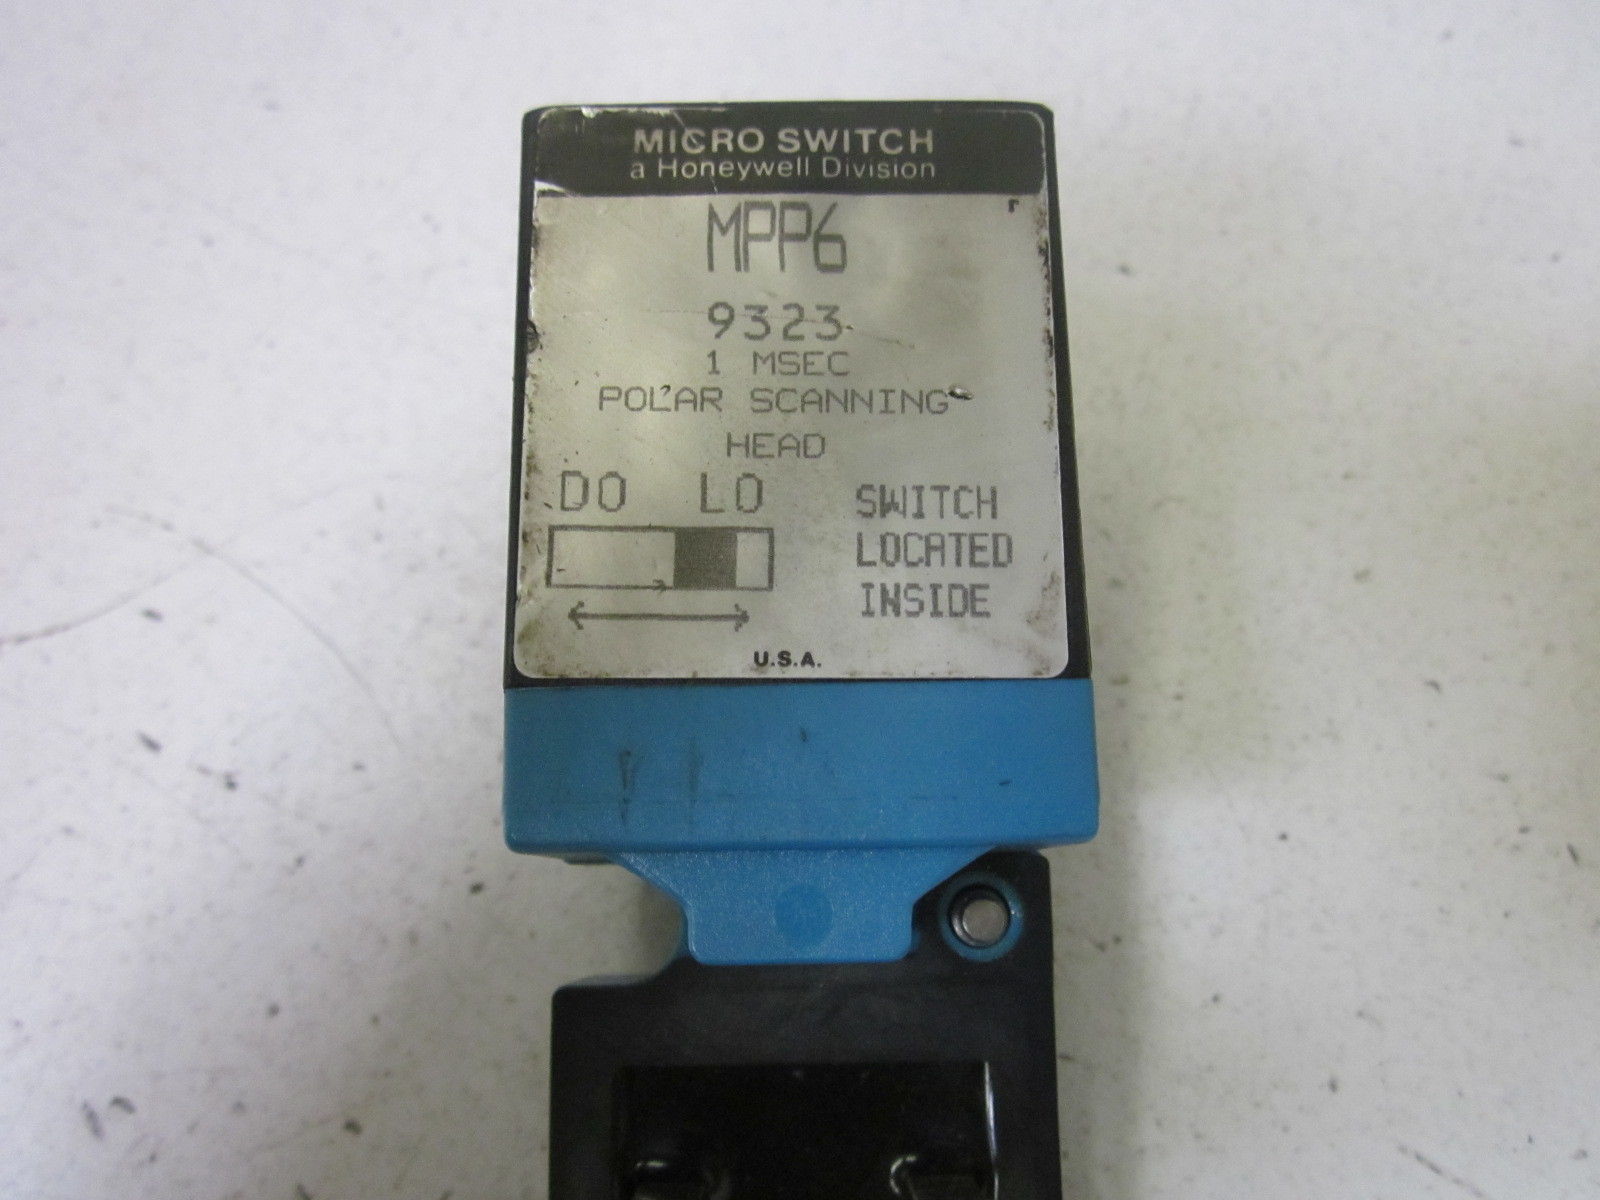 MICRO SWITCH
a Honeywell Division
MPP6
9323
1 MSEC
POLAR SCANNING
HEAD
DO LO
SWITCH
LOCATED
INSIDE
U.S.A.